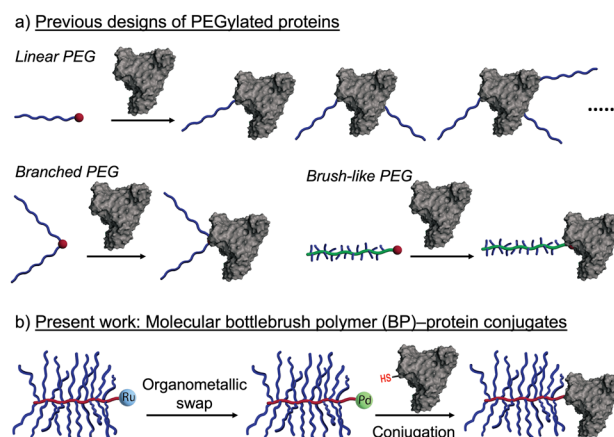 a) Previous designs of PEGylated proteins
Linear PEG
......
Branched PEG
Brush-like PEG
b) Present work: Molecular bottlebrush polymer (BP)–protein conjugates
Ru
Organometallic
swap
Pd
HS
Conjugation